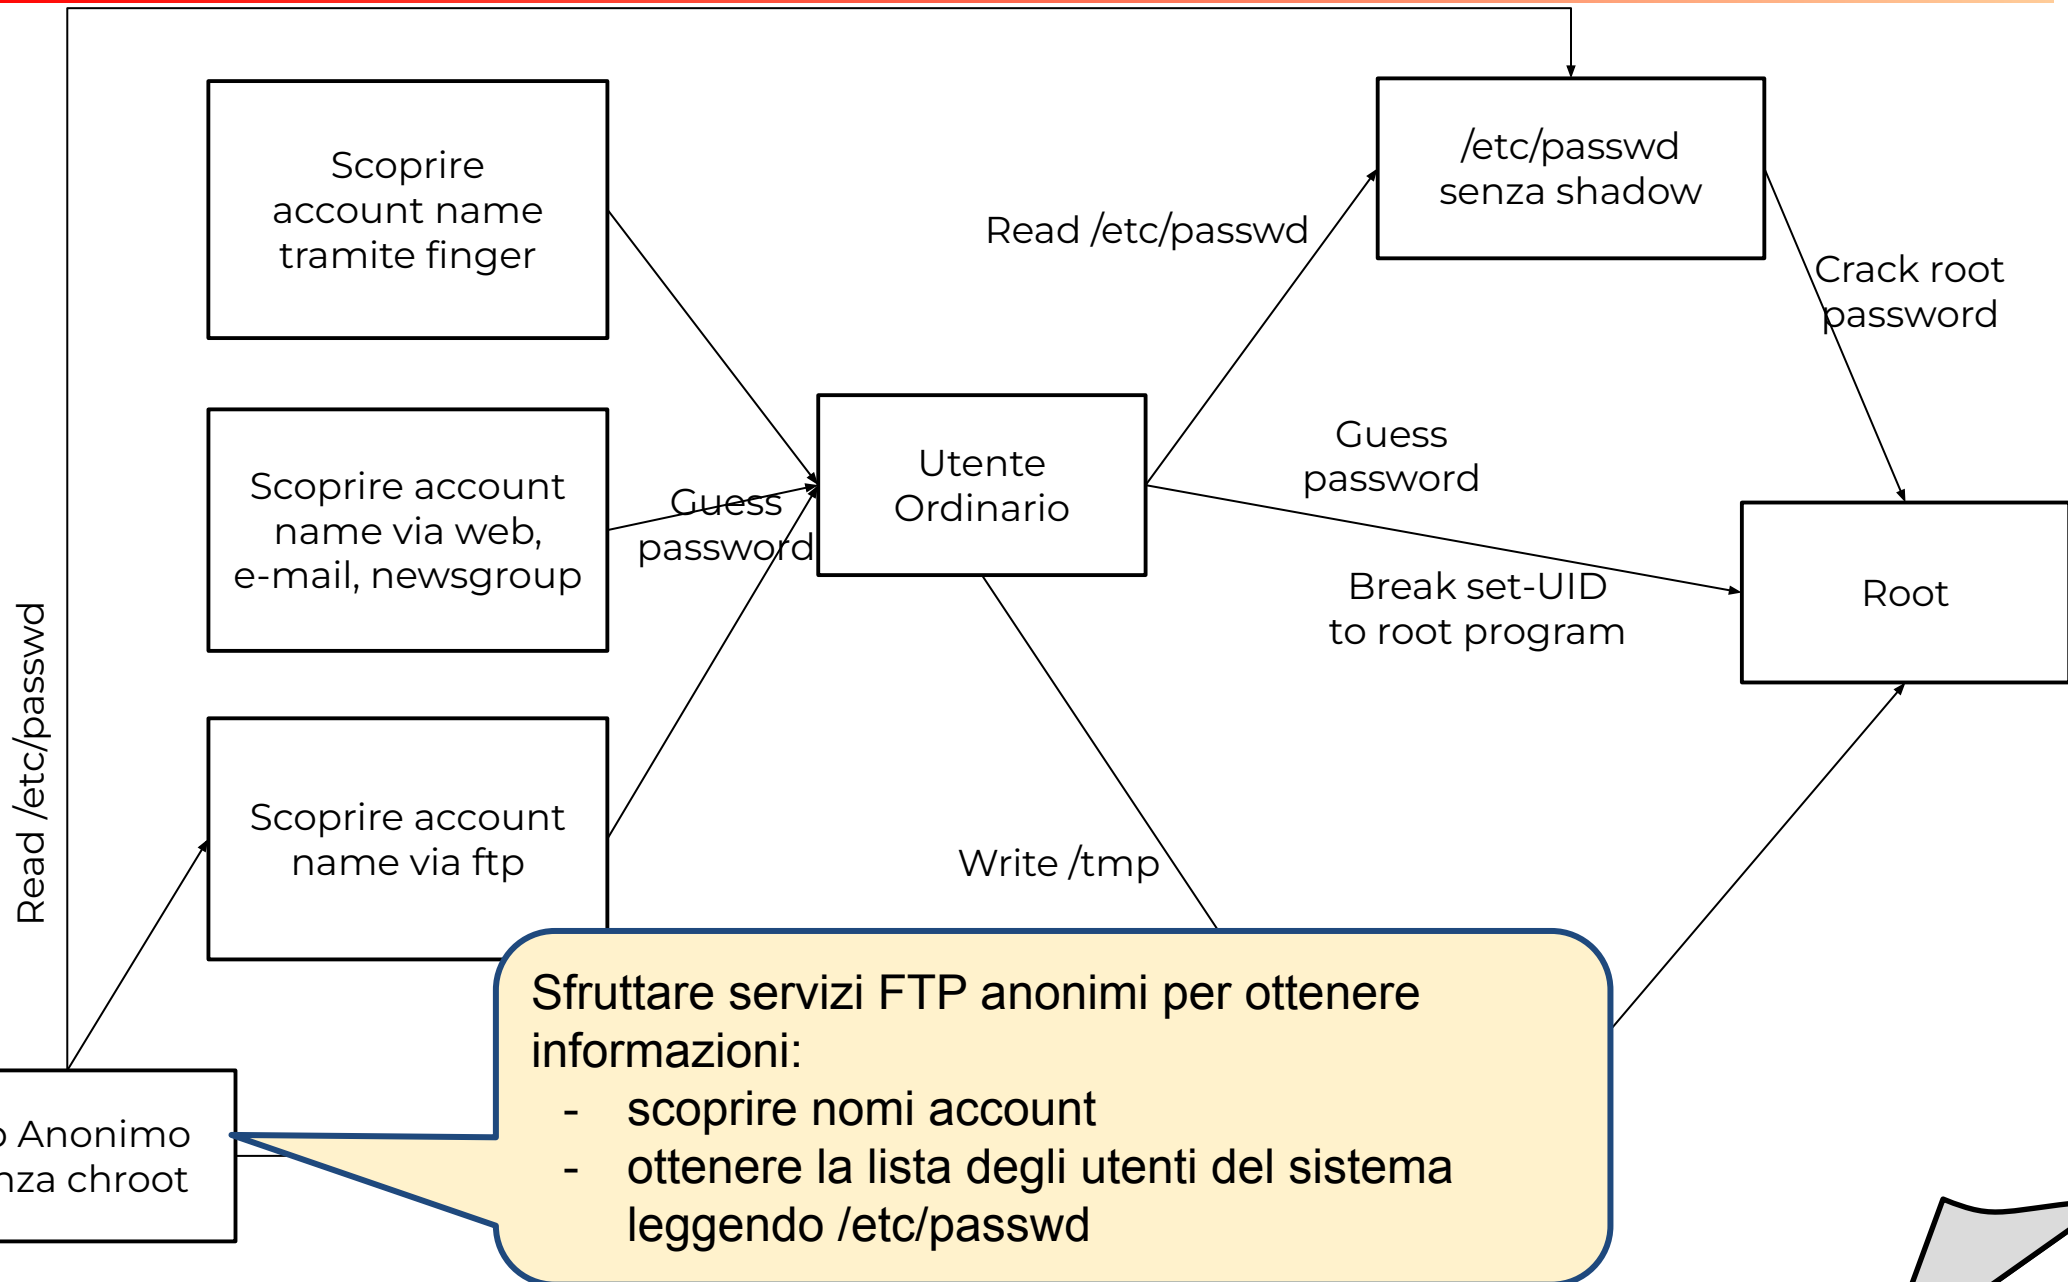 Scoprire
account name
tramite finger
/etc/passwd
senza shadow
Read /etc/passwd
Crack root
password
Scoprire account
name via web,
e-mail, newsgroup
Guess
password
Utente
Ordinario
Guess
password
Break set-UID
to root program
Root
Read /etc/passwd
Scoprire account
name via ftp
Write /tmp
Anonimo
chroot
Sfruttare servizi FTP anonimi per ottenere
informazioni:
- scoprire nomi account
- ottenere la lista degli utenti del sistema
leggendo /etc/passwd